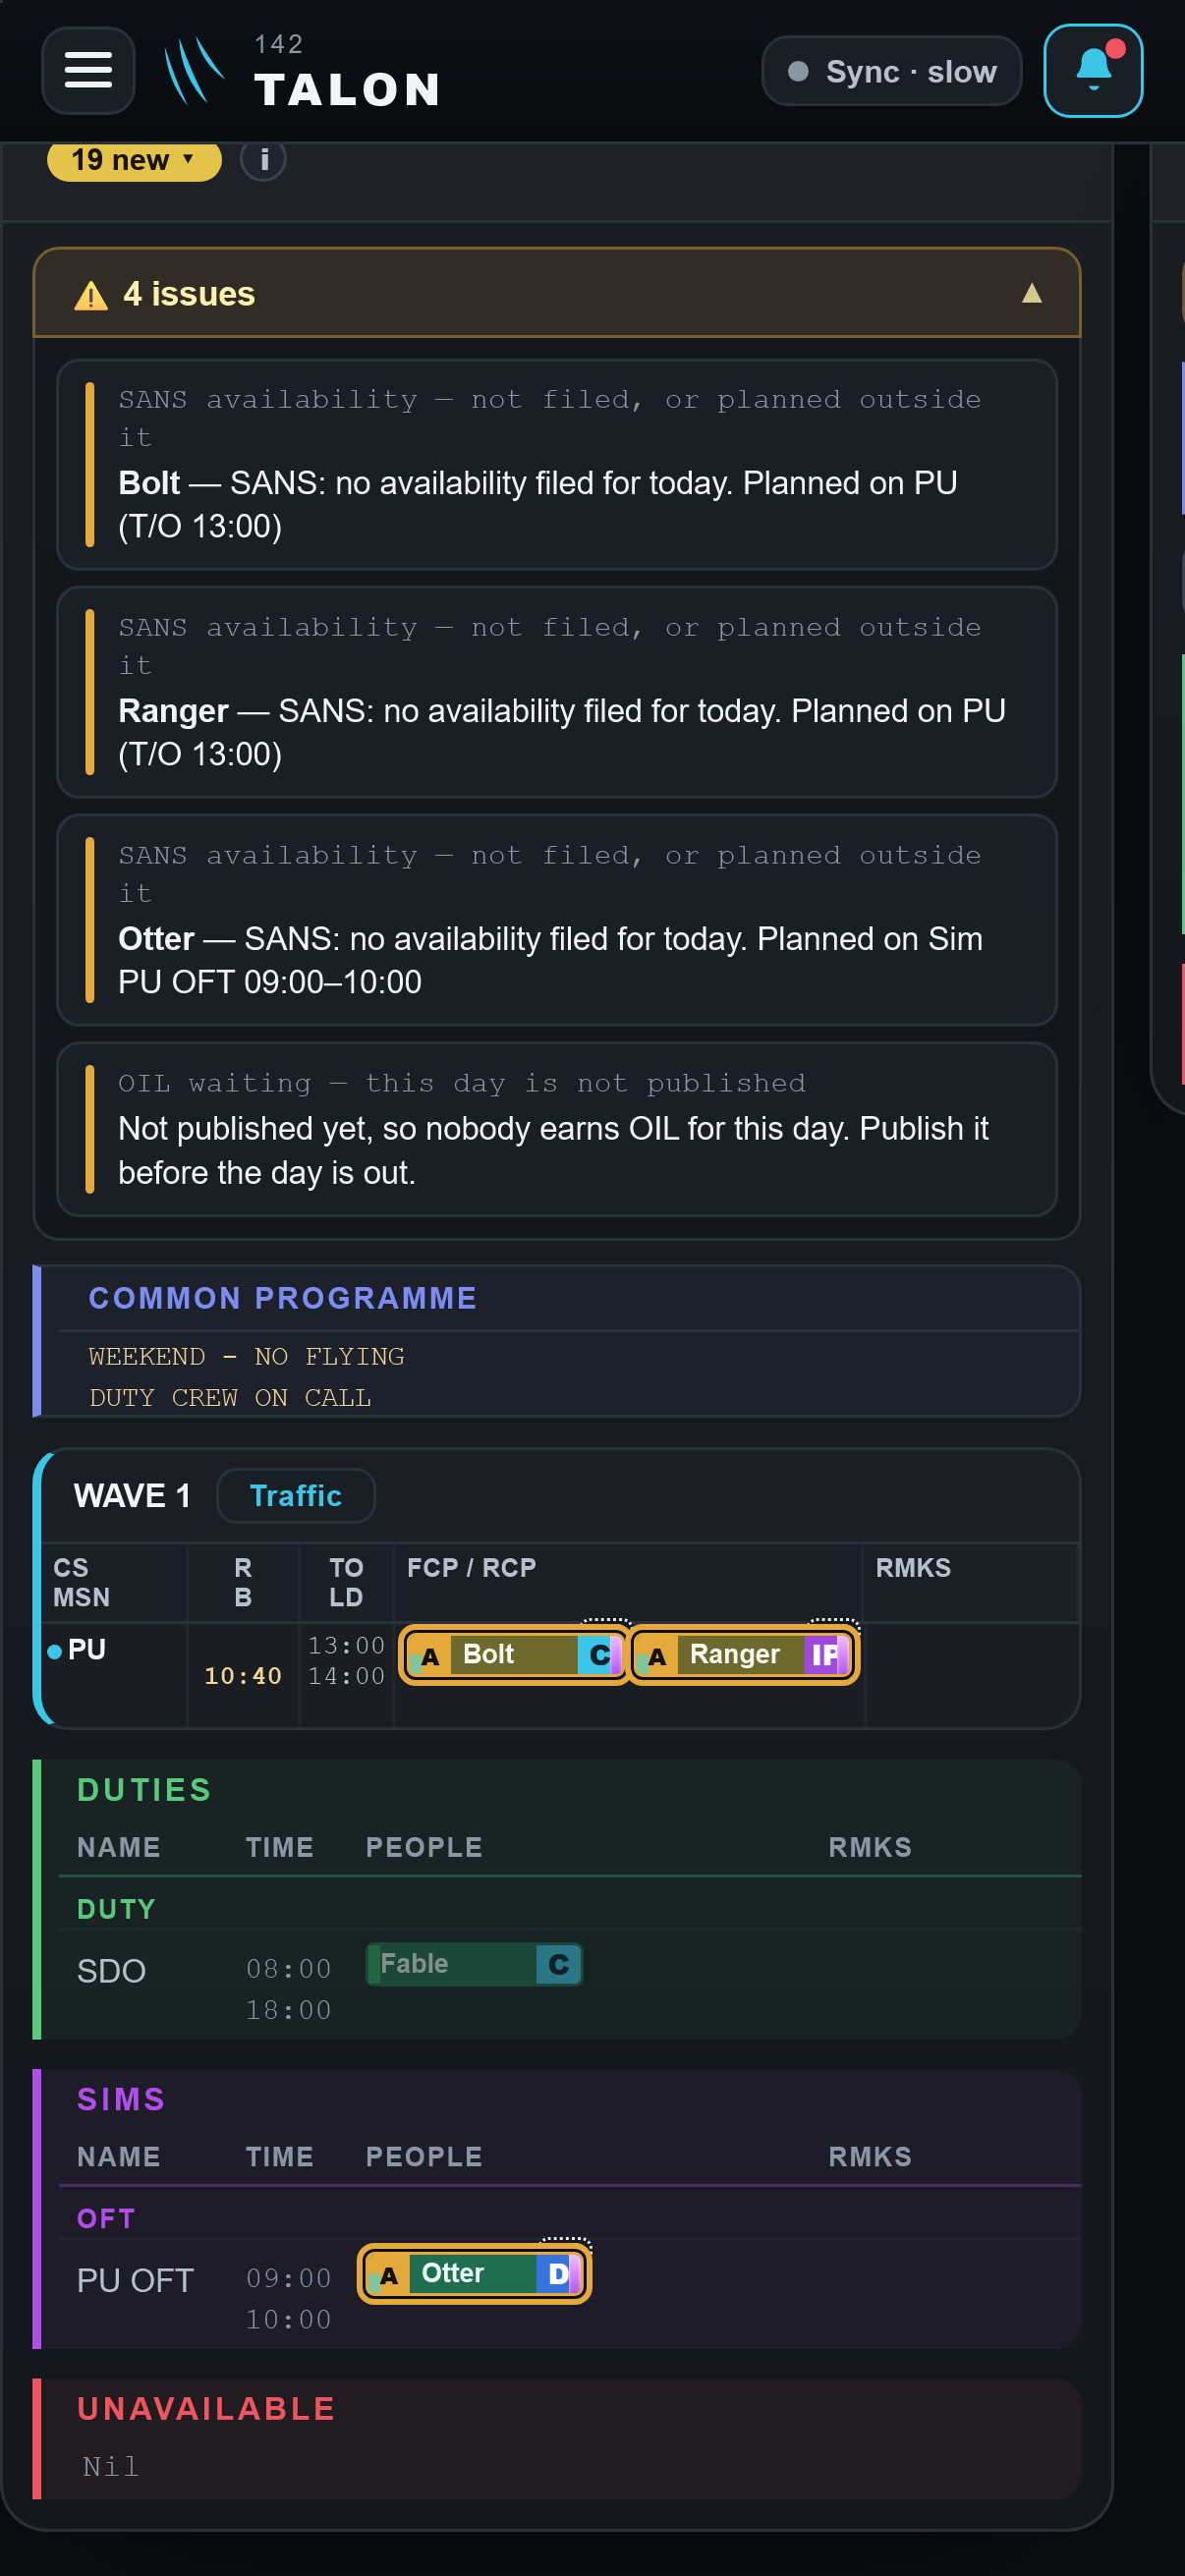 142
TALON
Sync · slow
19 new ▼
i
4 issues
SANS availability — not filed, or planned outside
it
Bolt — SANS: no availability filed for today. Planned on PU
(T/O 13:00)
SANS availability — not filed, or planned outside
it
Ranger — SANS: no availability filed for today. Planned on PU
(T/O 13:00)
SANS availability — not filed, or planned outside
it
Otter — SANS: no availability filed for today. Planned on Sim
PU OFT 09:00–10:00
OIL waiting — this day is not published
Not published yet, so nobody earns OIL for this day. Publish it
before the day is out.
COMMON PROGRAMME
WEEKEND – NO FLYING
DUTY CREW ON CALL
WAVE 1 Traffic
CS R TO FCP / RCP RMKS
MSN B LD
PU 13:00 A Bolt C A Ranger IP
10:40 14:00
DUTIES
NAME TIME PEOPLE RMKS
DUTY
SDO 08:00 Fable C
18:00
SIMS
NAME TIME PEOPLE RMKS
OFT
PU OFT 09:00 A Otter D
10:00
UNAVAILABLE
Nil